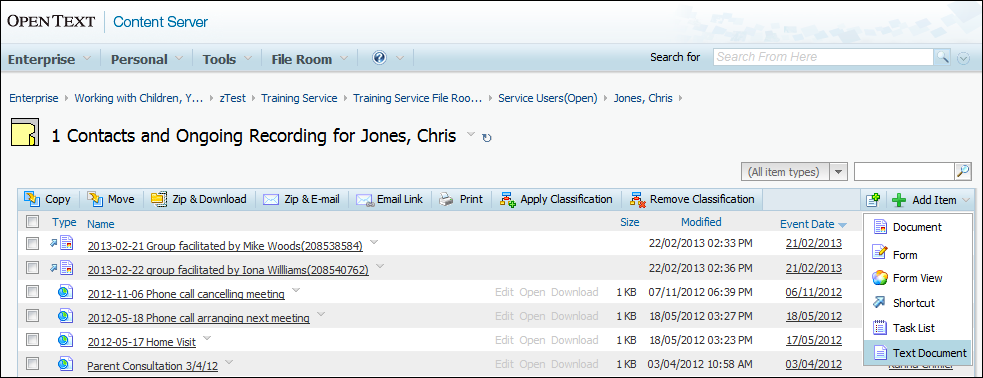 OPENTEXT | Content Server
Enterprise Personal Tools File Room ? Search for Search From Here
Enterprise Working with Children, Y... zTest Training Service Training Service File Roo... Service Users(Open) Jones, Chris
1 Contacts and Ongoing Recording for Jones, Chris
(All item types)
Copy Move Zip & Download Zip & E-mail Email Link Print Apply Classification Remove Classification Add Item
Type Name Size Modified Event Date
Document
2013-02-21 Group facilitated by Mike Woods(208538584) 22/02/2013 02:33 PM 21/02/2013
Form
2013-02-22 group facilitated by Iona Willliams(208540762) 22/02/2013 02:36 PM 21/02/2013
Form View
2012-11-06 Phone call cancelling meeting Edit Open Download 1 KB 07/11/2012 06:39 PM 06/11/2012
Shortcut
2012-05-18 Phone call arranging next meeting Edit Open Download 1 KB 18/05/2012 03:27 PM 18/05/2012
Task List
2012-05-17 Home Visit Edit Open Download 1 KB 18/05/2012 03:23 PM 17/05/2012
Text Document
Parent Consultation 3/4/12 Edit Open Download 1 KB 03/04/2012 10:58 AM 03/04/2012